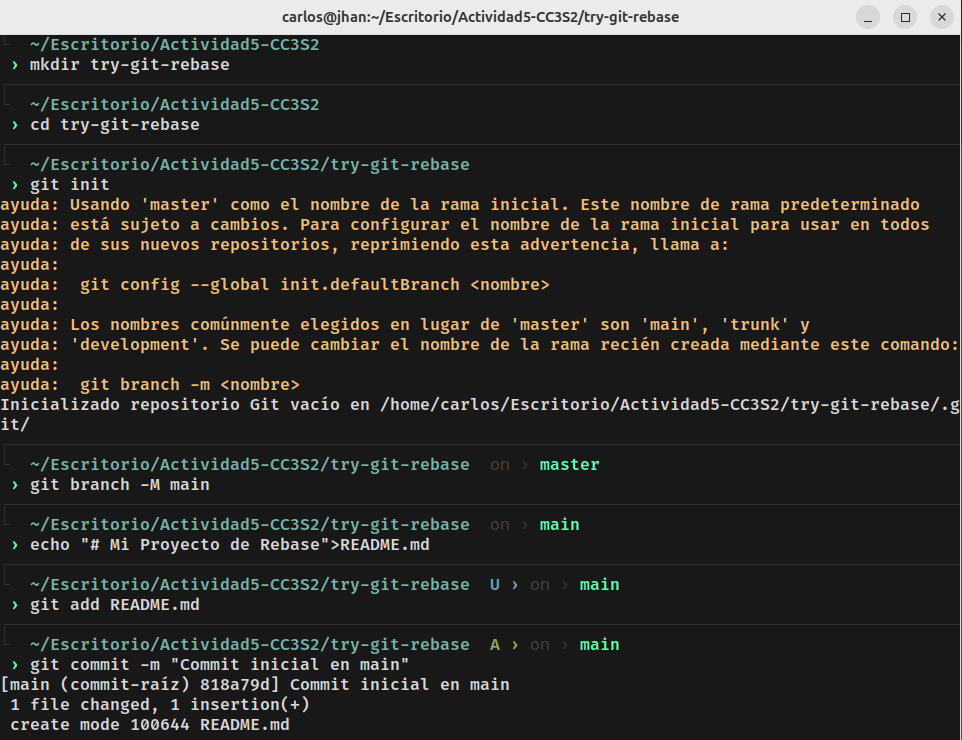 carlos@jhan:~/Escritorio/Actividad5-CC3S2/try-git-rebase
~/Escritorio/Actividad5-CC3S2
› mkdir try-git-rebase
~/Escritorio/Actividad5-CC3S2
› cd try-git-rebase
~/Escritorio/Actividad5-CC3S2/try-git-rebase
› git init
ayuda: Usando 'master' como el nombre de la rama inicial. Este nombre de rama predeterminado
ayuda: está sujeto a cambios. Para configurar el nombre de la rama inicial para usar en todos
ayuda: de sus nuevos repositorios, reprimiendo esta advertencia, llama a:
ayuda:
ayuda:  git config --global init.defaultBranch <nombre>
ayuda:
ayuda: Los nombres comúnmente elegidos en lugar de 'master' son 'main', 'trunk' y
ayuda: 'development'. Se puede cambiar el nombre de la rama recién creada mediante este comando:
ayuda:
ayuda:  git branch -m <nombre>
Inicializado repositorio Git vacío en /home/carlos/Escritorio/Actividad5-CC3S2/try-git-rebase/.g
it/
~/Escritorio/Actividad5-CC3S2/try-git-rebase  on › master
› git branch -M main
~/Escritorio/Actividad5-CC3S2/try-git-rebase  on › main
› echo "# Mi Proyecto de Rebase">README.md
~/Escritorio/Actividad5-CC3S2/try-git-rebase  U › on › main
› git add README.md
~/Escritorio/Actividad5-CC3S2/try-git-rebase  A › on › main
› git commit -m "Commit inicial en main"
[main (commit-raíz) 818a79d] Commit inicial en main
 1 file changed, 1 insertion(+)
 create mode 100644 README.md